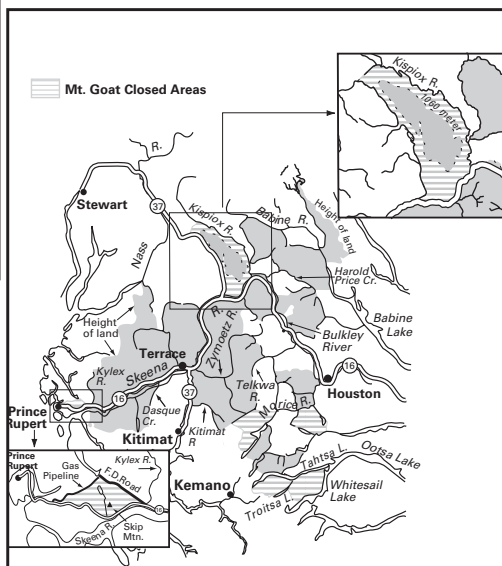 Mt. Goat Closed Areas
Kispiox R.
1060 meter
R.
Stewart
37
Nass
Kispiox R.
Babine R.
Height of land
Harold
Price Cr.
Babine
Lake
Height
of land
Skeena R.
Zymoetz R.
Bulkley
River
Kylex
R.
Terrace
16
16
Prince
Rupert
Dasque
Cr.
37
Kitimat
R
Kitimat
Telkwa
R.
Morice R.
Houston
Kemano
Tahtsa L.
Ootsa Lake
Troitsa L.
Whitesail
Lake
Prince
Rupert
Gas
Pipeline
F.D. Road
Kylex R.
Skeena R.
Skip
Mtn.
16